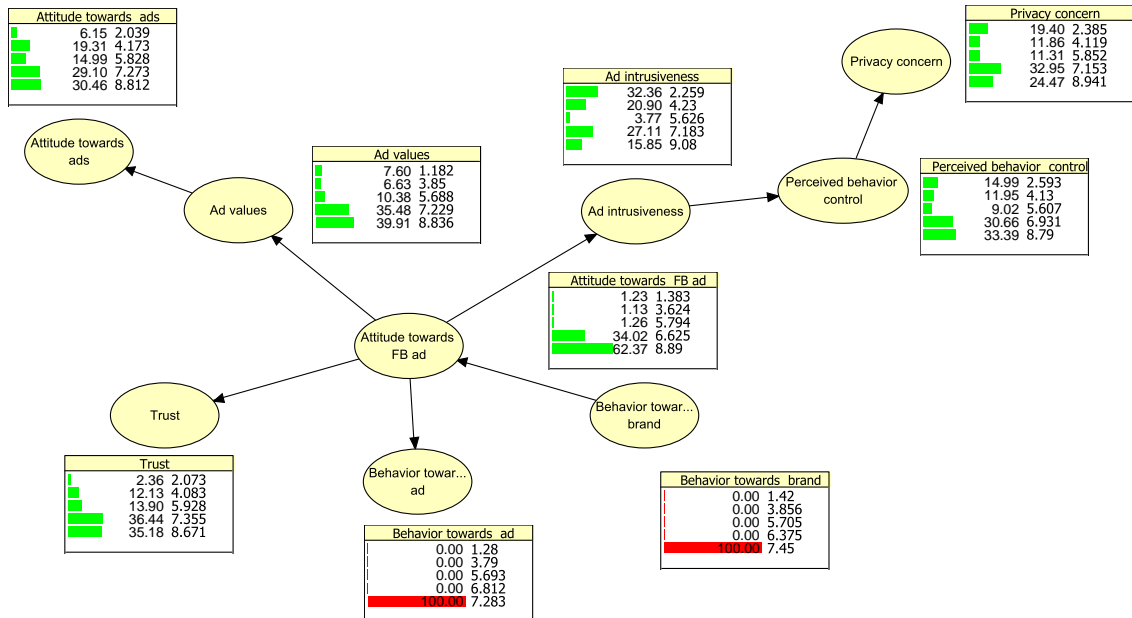 Attitude towards ads
6.15 2.039
19.31 4.173
14.99 5.828
29.10 7.273
30.46 8.812
Privacy concern
19.40 2.385
11.86 4.119
11.31 5.852
32.95 7.153
24.47 8.941
Privacy concern
Ad intrusiveness
32.36 2.259
20.90 4.23
3.77 5.626
27.11 7.183
15.85 9.08
Attitude towards
ads
Ad values
7.60 1.182
6.63 3.85
10.38 5.688
35.48 7.229
39.91 8.836
Perceived behavior control
14.99 2.593
11.95 4.13
9.02 5.607
30.66 6.931
33.39 8.79
Perceived behavior
control
Ad values
Ad intrusiveness
Attitude towards FB ad
1.23 1.383
1.13 3.624
1.26 5.794
34.02 6.625
62.37 8.89
Attitude towards
FB ad
Trust
Behavior towar...
brand
Trust
2.36 2.073
12.13 4.083
13.90 5.928
36.44 7.355
35.18 8.671
Behavior towar...
ad
Behavior towards brand
0.00 1.42
0.00 3.856
0.00 5.705
0.00 6.375
100.00 7.45
Behavior towards ad
0.00 1.28
0.00 3.79
0.00 5.693
0.00 6.812
100.00 7.283